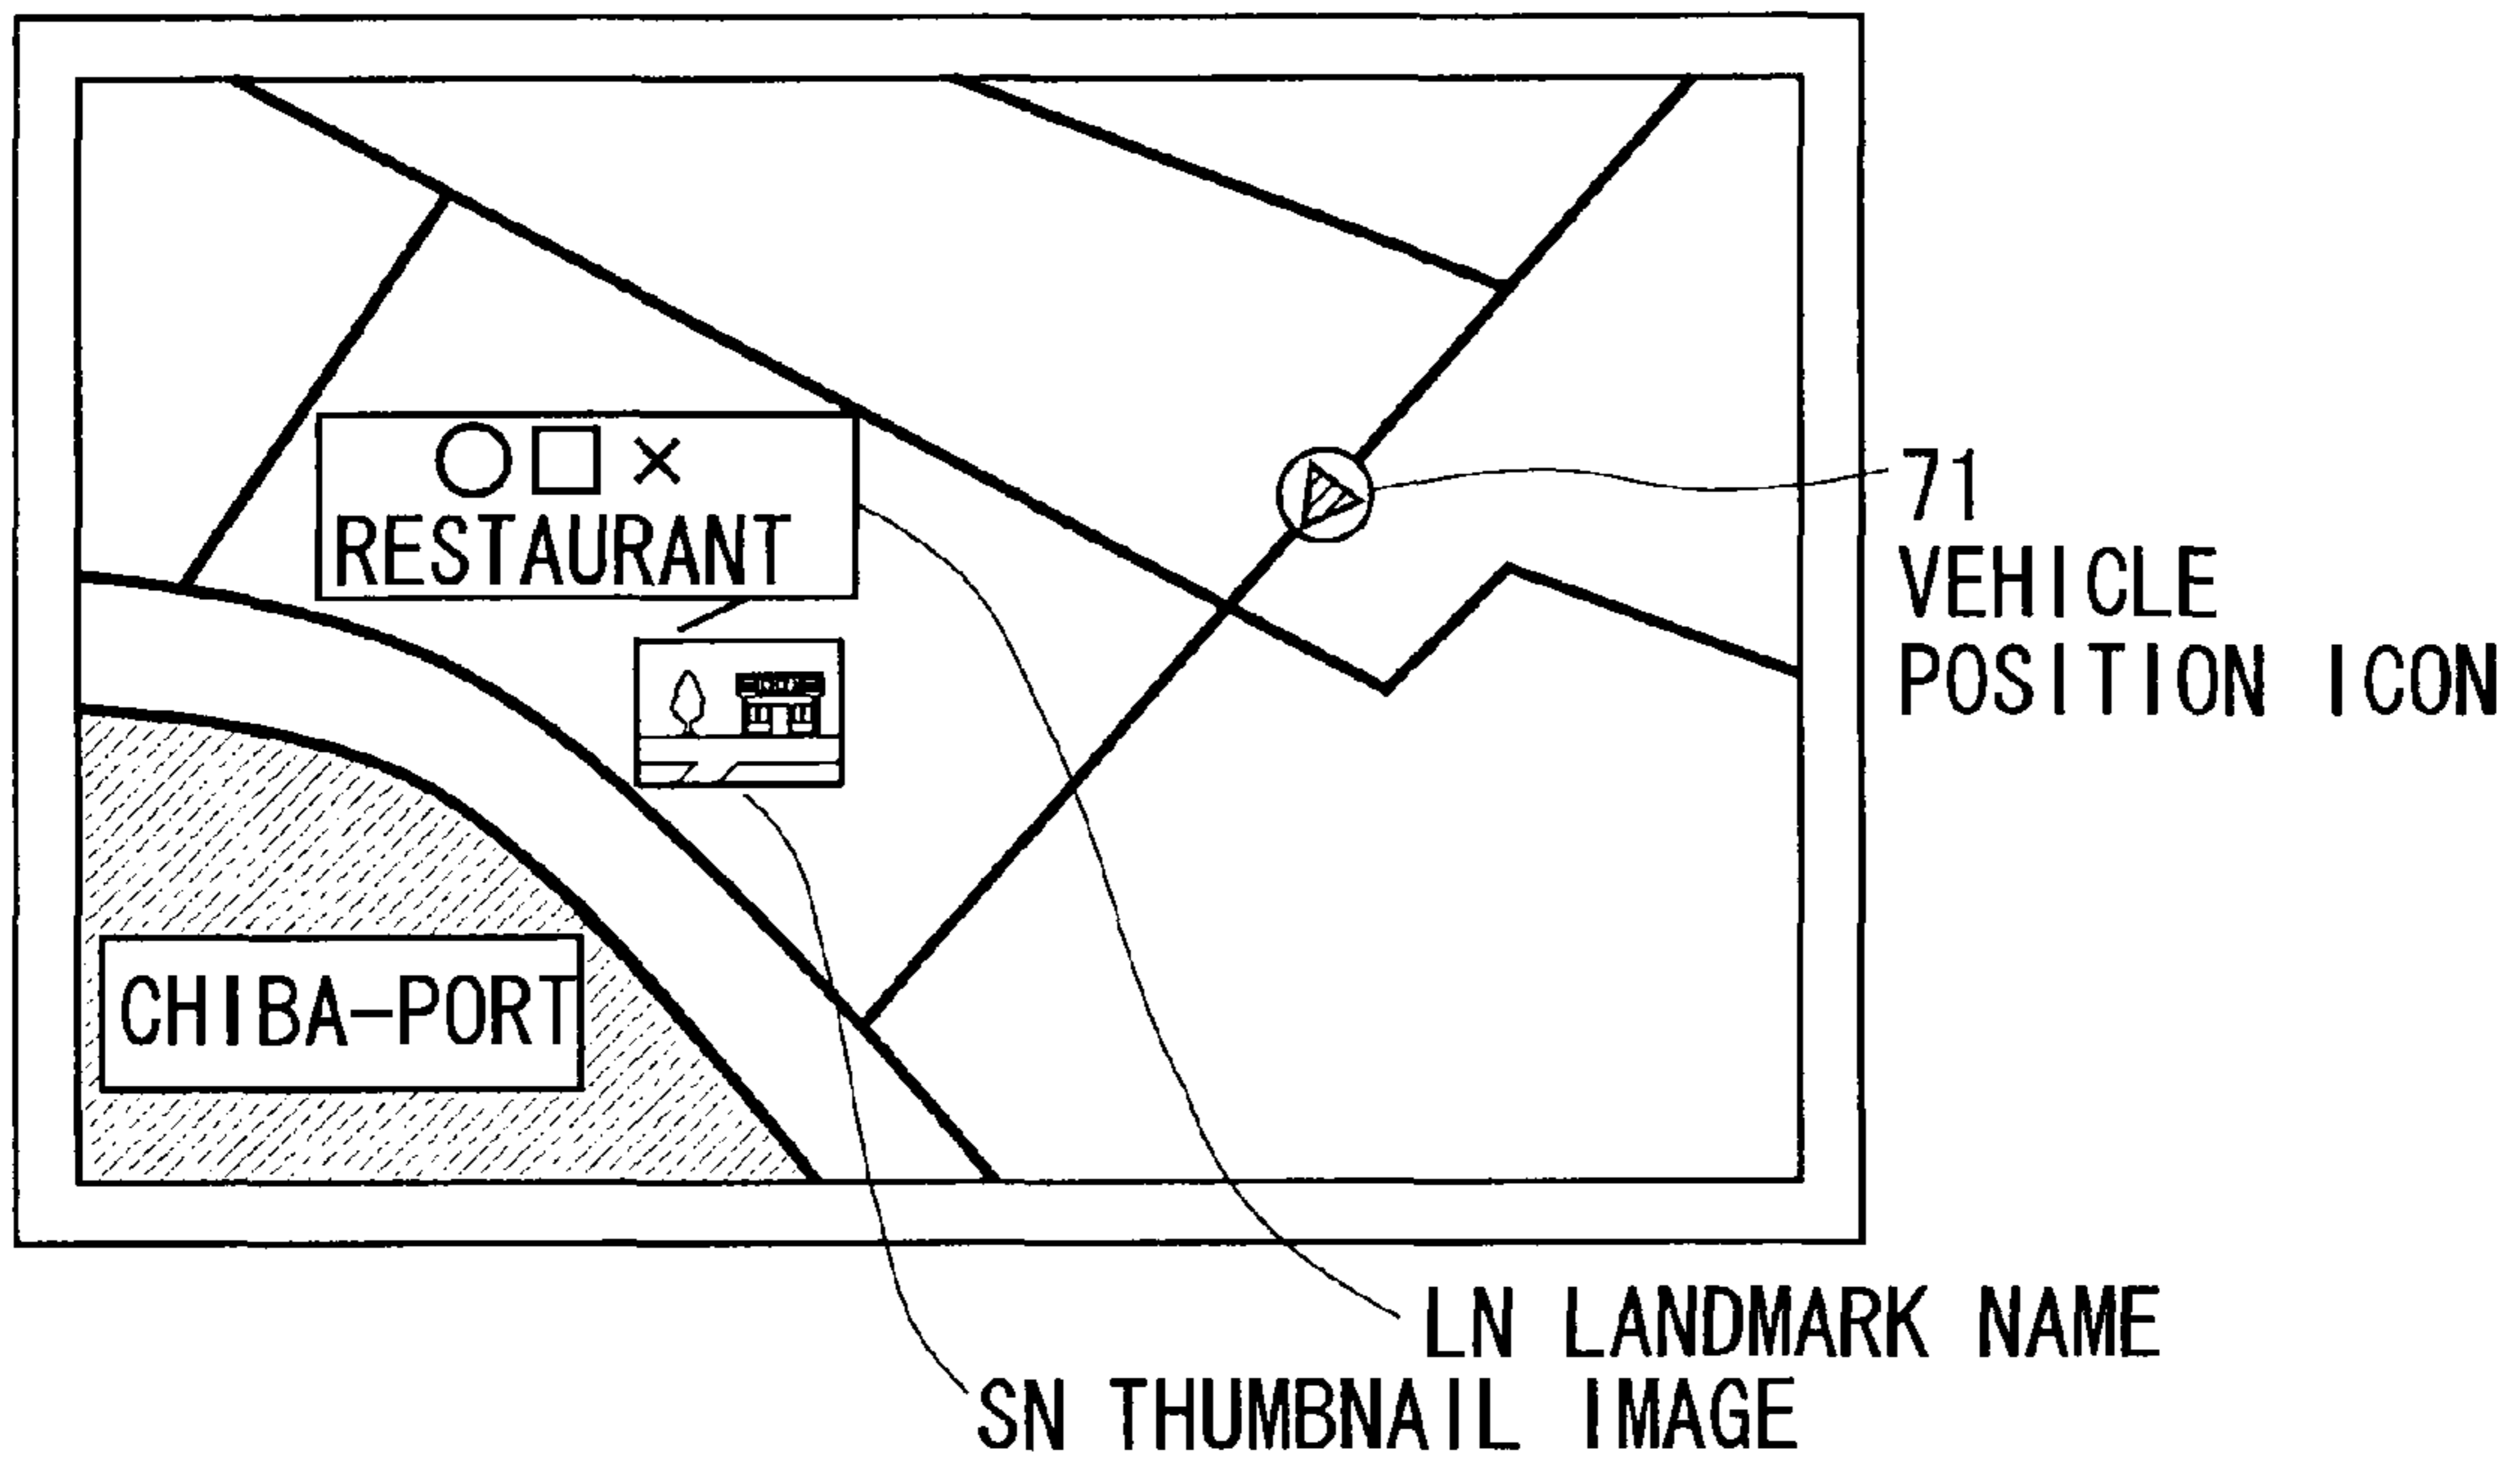 ○□×
RESTAURANT
CHIBA-PORT
71
VEHICLE
POSITION ICON
LN LANDMARK NAME
SN THUMBNAIL IMAGE